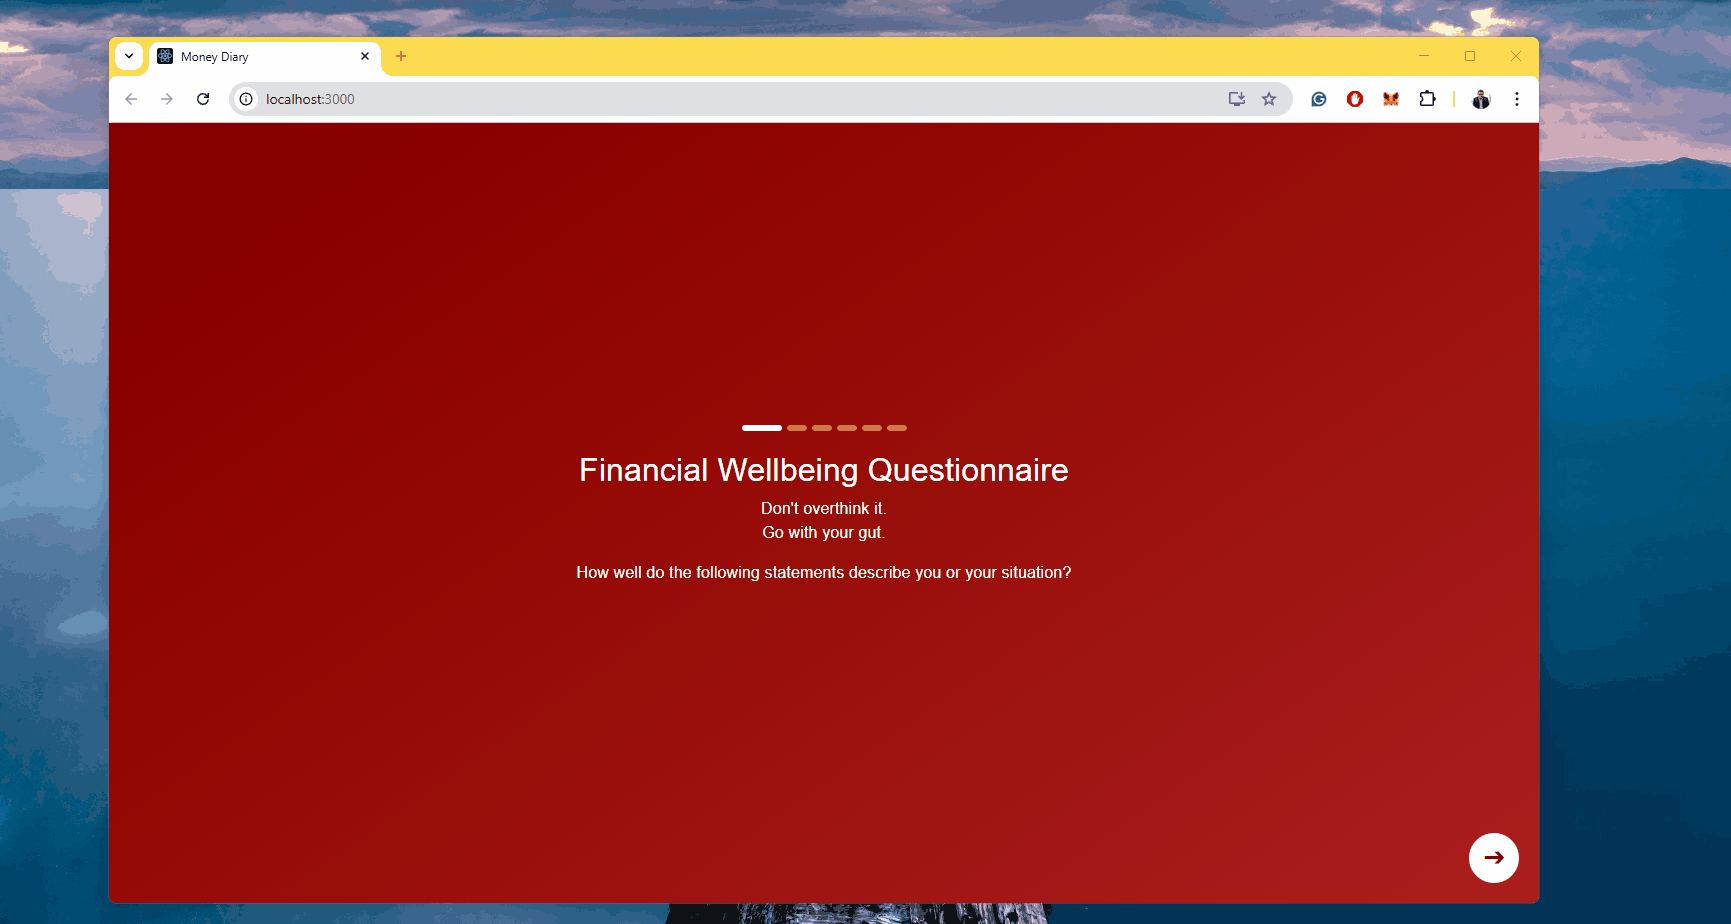 Money Diary
localhost:3000
Financial Wellbeing Questionnaire
Don't overthink it.
Go with your gut.
How well do the following statements describe you or your situation?